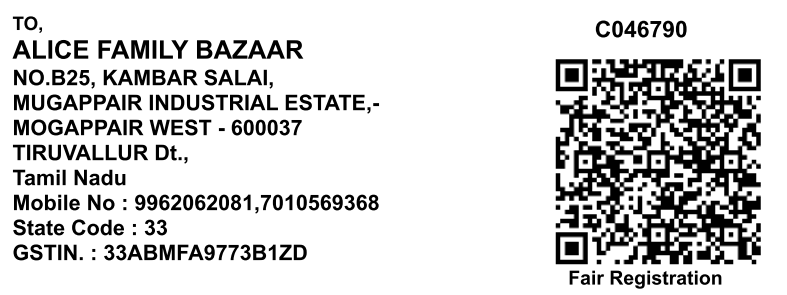 TO,
ALICE FAMILY BAZAAR
NO.B25, KAMBAR SALAI,
MUGAPPAIR INDUSTRIAL ESTATE,-
MOGAPPAIR WEST - 600037
TIRUVALLUR Dt.,
Tamil Nadu
Mobile No : 9962062081,7010569368
State Code : 33
GSTIN. : 33ABMFA9773B1ZD
C046790
Fair Registration